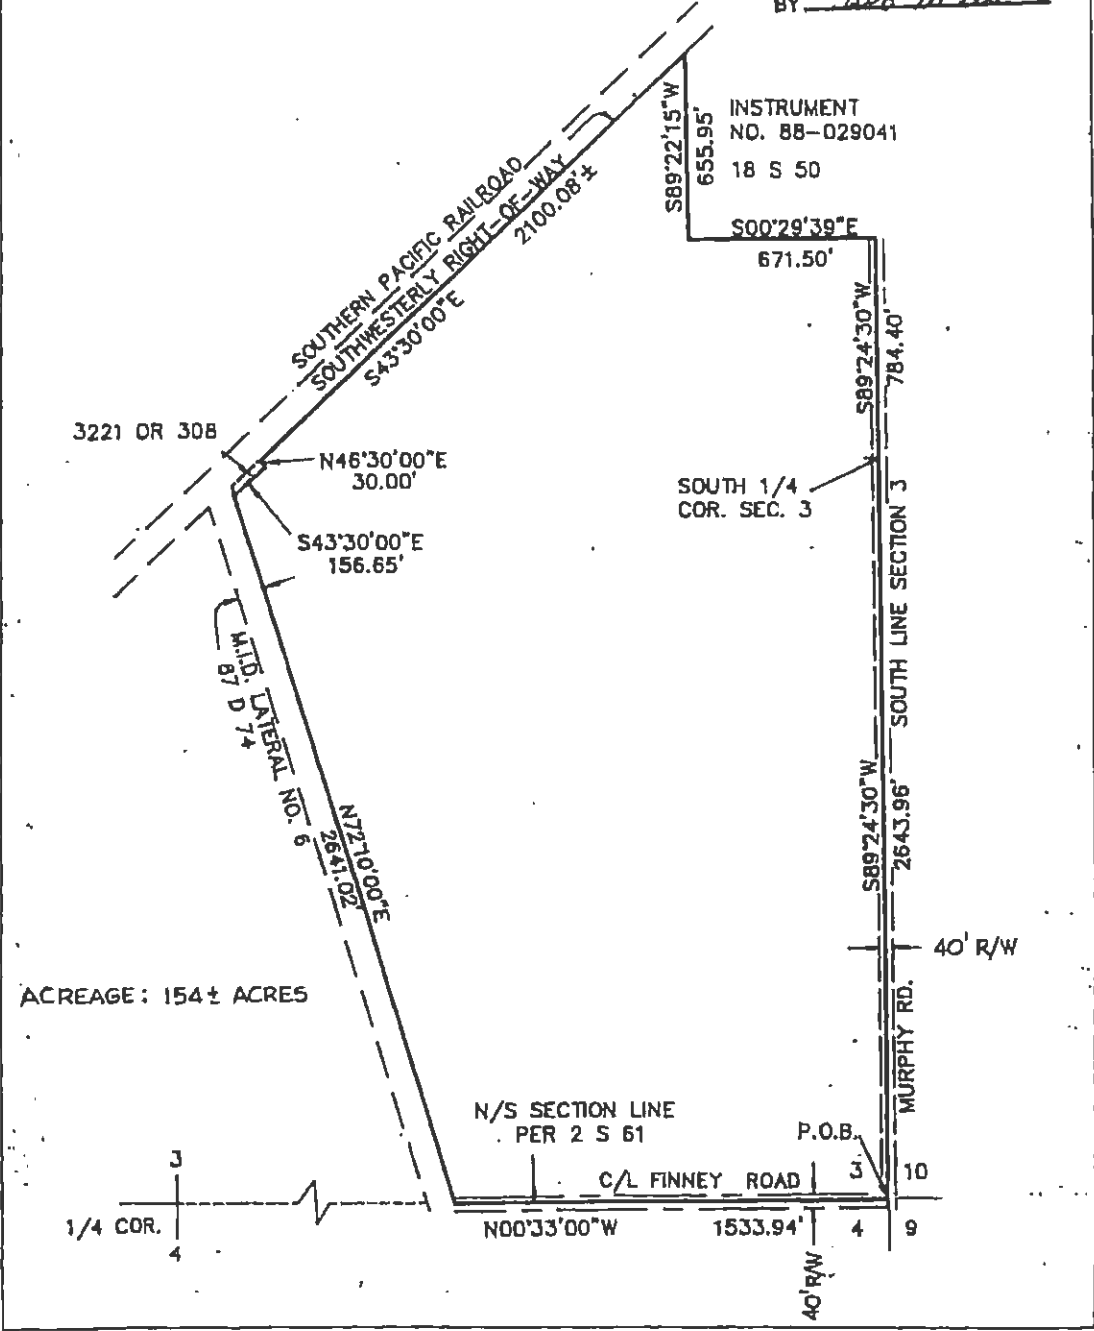 BY
INSTRUMENT
NO. 88-029041
18 S 50
S89°22'15"W
655.95'
S00°29'39"E
671.50'
SOUTHERN PACIFIC RAILROAD
SOUTHWESTERLY RIGHT-OF-WAY
2100.08'±
S43°30'00"E
3221 OR 308
N46°30'00"E
30.00'
S43°30'00"E
156.65'
S89°24'30"W
784.40'
SOUTH 1/4
COR. SEC. 3
SOUTH LINE SECTION 3
M.I.D. LATERAL NO. 6
87 D 74
N72°10'00"E
2641.02'
S89°24'30"W
2643.96'
40' R/W
MURPHY RD.
ACREAGE: 154± ACRES
N/S SECTION LINE
PER 2 S 61
P.O.B.
C/L FINNEY ROAD
3
10
N00°33'00"W
1533.94'
4
9
40' R/W
3
1/4 COR.
4